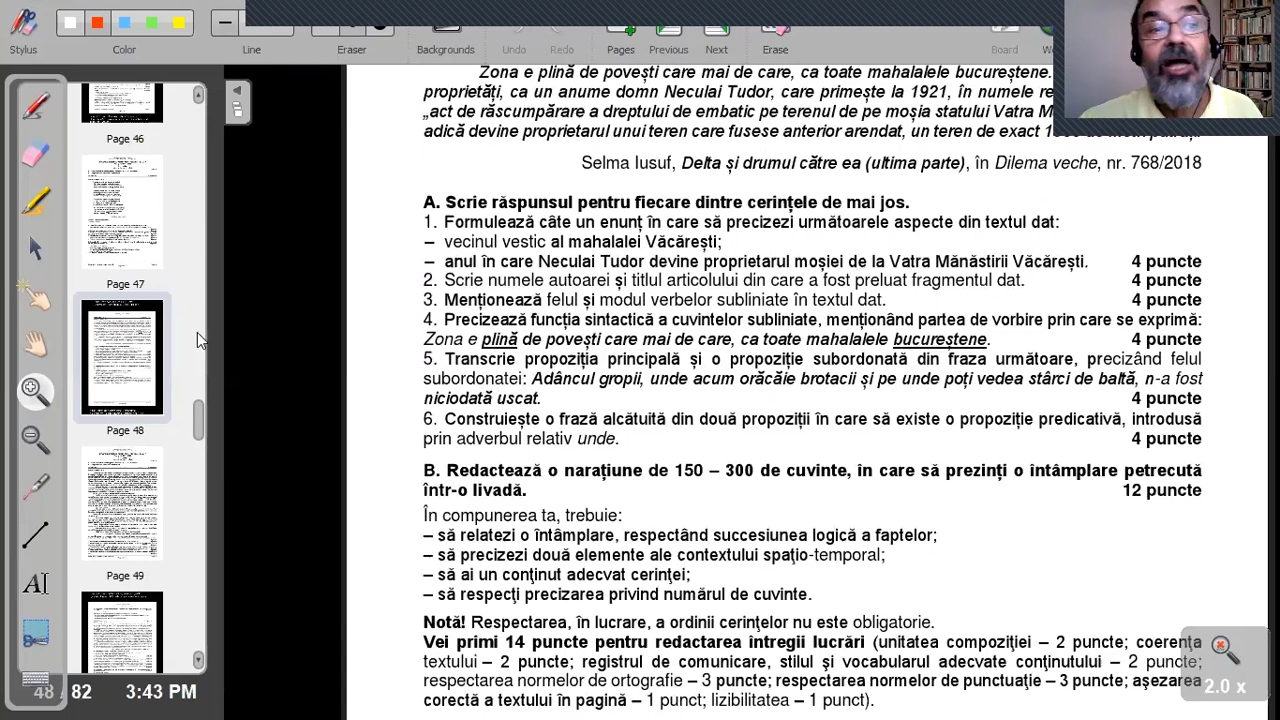 Stylus
Color
Line
Eraser
Backgrounds
Undo
Redo
Pages
Previous
Next
Erase
Board
Page 46
Page 47
Page 48
Page 49
48 / 82
3:43 PM
2.0 x
Zona e plină de povești care mai de care, ca toate mahalalele bucureștene.
proprietăți, ca un anume domn Neculai Tudor, care primește la 1921, în numele
„act de răscumpărare a dreptului de embatic pe terenul de pe moșia statului Vatra
adică devine proprietarul unui teren care fusese anterior arendat, un teren de exact
Selma Iusuf, Delta și drumul către ea (ultima parte), în Dilema veche, nr. 768/2018
A. Scrie răspunsul pentru fiecare dintre cerințele de mai jos.
1. Formulează câte un enunț în care să precizezi următoarele aspecte din textul dat:
– vecinul vestic al mahalalei Văcărești;
– anul în care Neculai Tudor devine proprietarul moșiei de la Vatra Mănăstirii Văcărești. 4 puncte
2. Scrie numele autoarei și titlul articolului din care a fost preluat fragmentul dat. 4 puncte
3. Menționează felul și modul verbelor subliniate în textul dat. 4 puncte
4. Precizează funcția sintactică a cuvintelor subliniate, menționând partea de vorbire prin care se exprimă:
Zona e plină de povești care mai de care, ca toate mahalalele bucureștene. 4 puncte
5. Transcrie propoziția principală și o propoziție subordonată din fraza următoare, precizând felul
subordonatei: Adâncul gropii, unde acum orăcăie brotacii și pe unde poți vedea stârci de baltă, n-a fost
niciodată uscat. 4 puncte
6. Construiește o frază alcătuită din două propoziții în care să existe o propoziție predicativă, introdusă
prin adverbul relativ unde. 4 puncte
B. Redactează o narațiune de 150 – 300 de cuvinte, în care să prezinți o întâmplare petrecută
într-o livadă. 12 puncte
În compunerea ta, trebuie:
– să relatezi o întâmplare, respectând succesiunea logică a faptelor;
– să precizezi două elemente ale contextului spațio-temporal;
– să ai un conţinut adecvat cerinţei;
– să respecţi precizarea privind numărul de cuvinte.
Notă! Respectarea, în lucrare, a ordinii cerinţelor nu este obligatorie.
Vei primi 14 puncte pentru redactarea întregii lucrări (unitatea compoziţiei – 2 puncte; coerența
textului – 2 puncte; registrul de comunicare, stilul și vocabularul adecvate conţinutului – 2 puncte;
respectarea normelor de ortografie – 3 puncte; respectarea normelor de punctuaţie – 3 puncte; aşezarea
corectă a textului în pagină – 1 punct; lizibilitatea – 1 punct).